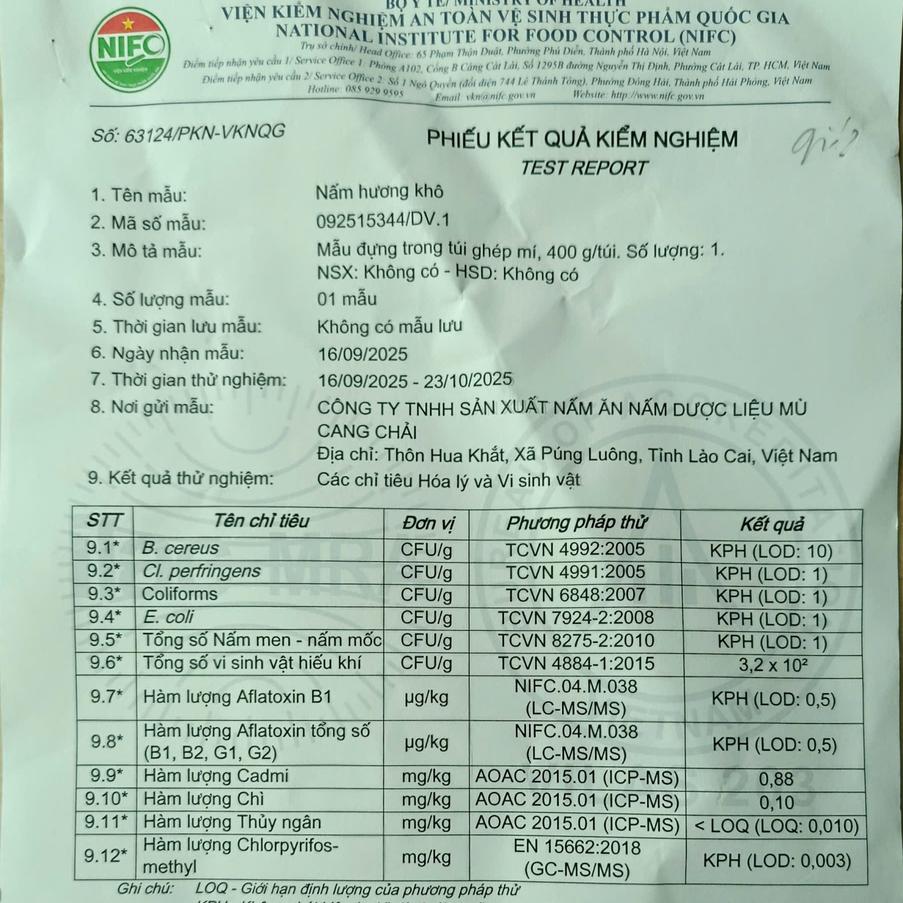 BỘ Y TẾ/ MINISTRY OF HEALTH
VIỆN KIỂM NGHIỆM AN TOÀN VỆ SINH THỰC PHẨM QUỐC GIA
NATIONAL INSTITUTE FOR FOOD CONTROL (NIFC)
NIFC
Trụ sở chính/ Head Office: 65 Phạm Thận Duật, Phường Phú Diễn, Thành phố Hà Nội, Việt Nam
Điểm tiếp nhận yêu cầu 1/ Service Office 1: Phòng A102, Cổng B Cảng Cát Lái, Số 1295B đường Nguyễn Thị Định, Phường Cát Lái, TP. HCM, Việt Nam
Điểm tiếp nhận yêu cầu 2/ Service Office 2: Số 1 Ngô Quyền (đối diện 744 Lê Thánh Tông), Phường Đông Hải, Thành phố Hải Phòng, Việt Nam
Hotline: 085 929 9595 Email: vkn@nifc.gov.vn Website: http://www.nifc.gov.vn
Số: 63124/PKN-VKNQG
PHIẾU KẾT QUẢ KIỂM NGHIỆM
TEST REPORT
1. Tên mẫu: Nấm hương khô
2. Mã số mẫu: 092515344/DV.1
3. Mô tả mẫu: Mẫu đựng trong túi ghép mí, 400 g/túi. Số lượng: 1.
NSX: Không có - HSD: Không có
4. Số lượng mẫu: 01 mẫu
5. Thời gian lưu mẫu: Không có mẫu lưu
6. Ngày nhận mẫu: 16/09/2025
7. Thời gian thử nghiệm: 16/09/2025 - 23/10/2025
8. Nơi gửi mẫu: CÔNG TY TNHH SẢN XUẤT NẤM ĂN NẤM DƯỢC LIỆU MÙ
CANG CHẢI
Địa chỉ: Thôn Hua Khắt, Xã Púng Luông, Tỉnh Lào Cai, Việt Nam
9. Kết quả thử nghiệm: Các chỉ tiêu Hóa lý và Vi sinh vật
STT Tên chỉ tiêu Đơn vị Phương pháp thử Kết quả
9.1* B. cereus CFU/g TCVN 4992:2005 KPH (LOD: 10)
9.2* Cl. perfringens CFU/g TCVN 4991:2005 KPH (LOD: 1)
9.3* Coliforms CFU/g TCVN 6848:2007 KPH (LOD: 1)
9.4* E. coli CFU/g TCVN 7924-2:2008 KPH (LOD: 1)
9.5* Tổng số Nấm men - nấm mốc CFU/g TCVN 8275-2:2010 KPH (LOD: 1)
9.6* Tổng số vi sinh vật hiếu khí CFU/g TCVN 4884-1:2015 3,2 x 10²
9.7* Hàm lượng Aflatoxin B1 µg/kg NIFC.04.M.038
(LC-MS/MS) KPH (LOD: 0,5)
9.8* Hàm lượng Aflatoxin tổng số
(B1, B2, G1, G2) µg/kg NIFC.04.M.038
(LC-MS/MS) KPH (LOD: 0,5)
9.9* Hàm lượng Cadmi mg/kg AOAC 2015.01 (ICP-MS) 0,88
9.10* Hàm lượng Chì mg/kg AOAC 2015.01 (ICP-MS) 0,10
9.11* Hàm lượng Thủy ngân mg/kg AOAC 2015.01 (ICP-MS) < LOQ (LOQ: 0,010)
9.12* Hàm lượng Chlorpyrifos-
methyl mg/kg EN 15662:2018
(GC-MS/MS) KPH (LOD: 0,003)
Ghi chú: LOQ - Giới hạn định lượng của phương pháp thử